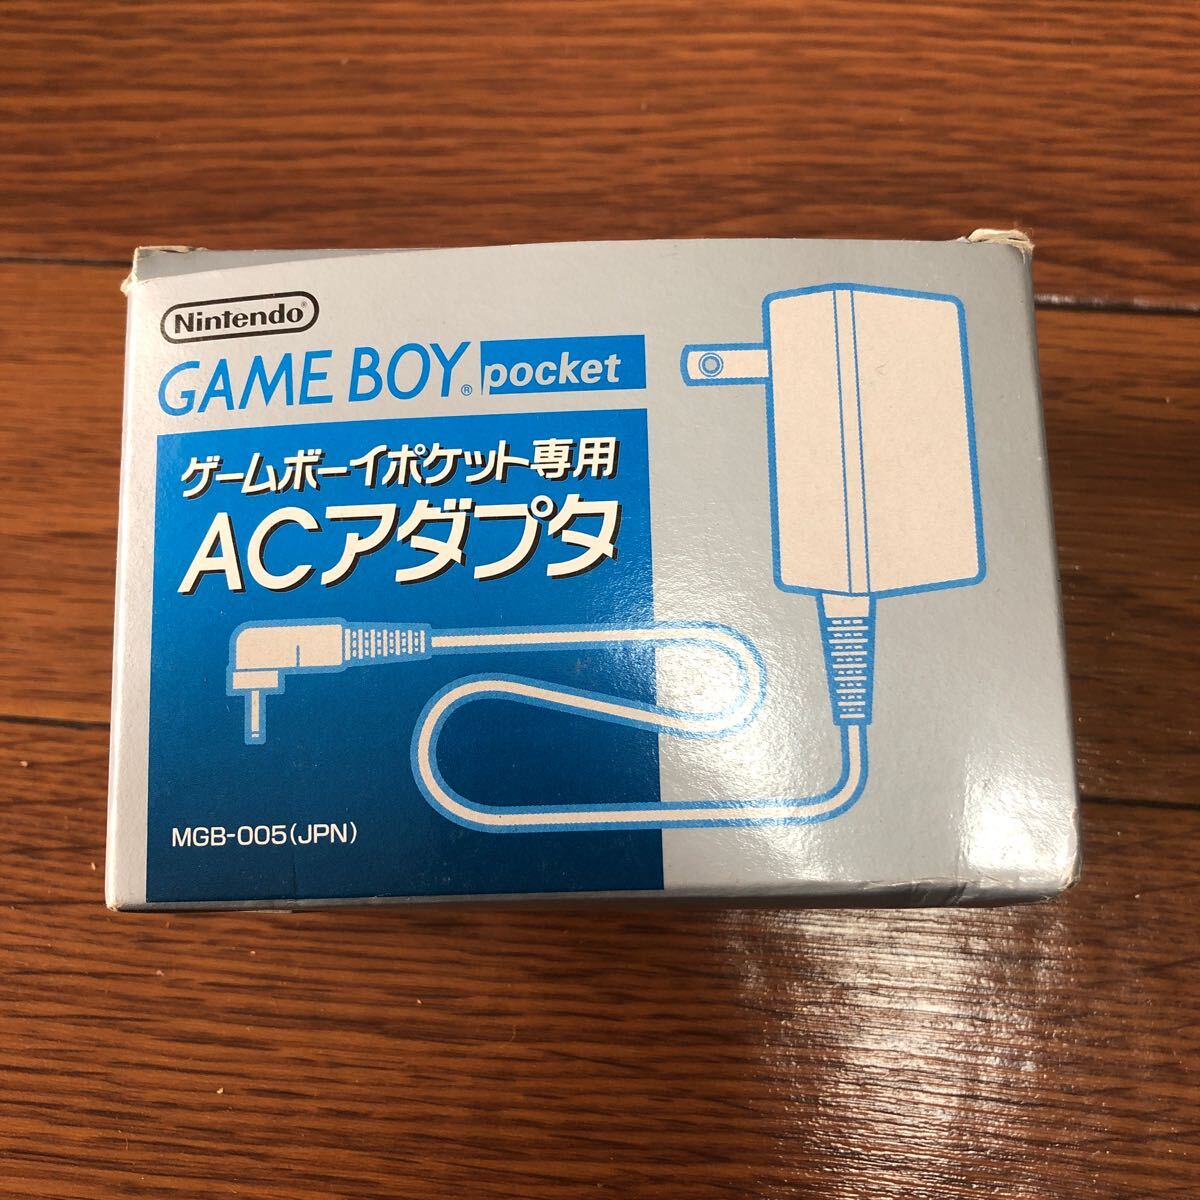 Nintendo®
GAME BOY® pocket
ゲームボーイポケット専用
ACアダプタ
MGB-005(JPN)